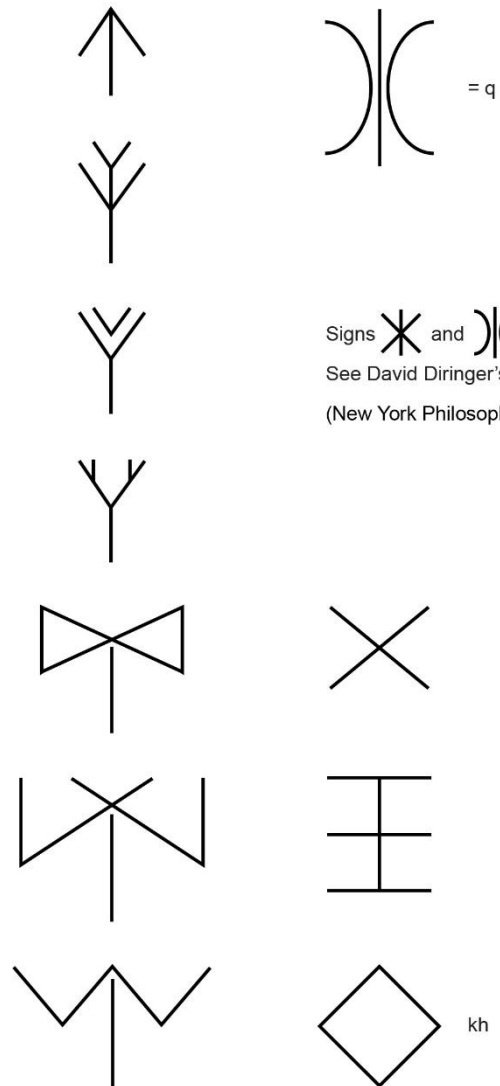 = q
Signs and
See David Diringer's
(New York Philosoph
kh